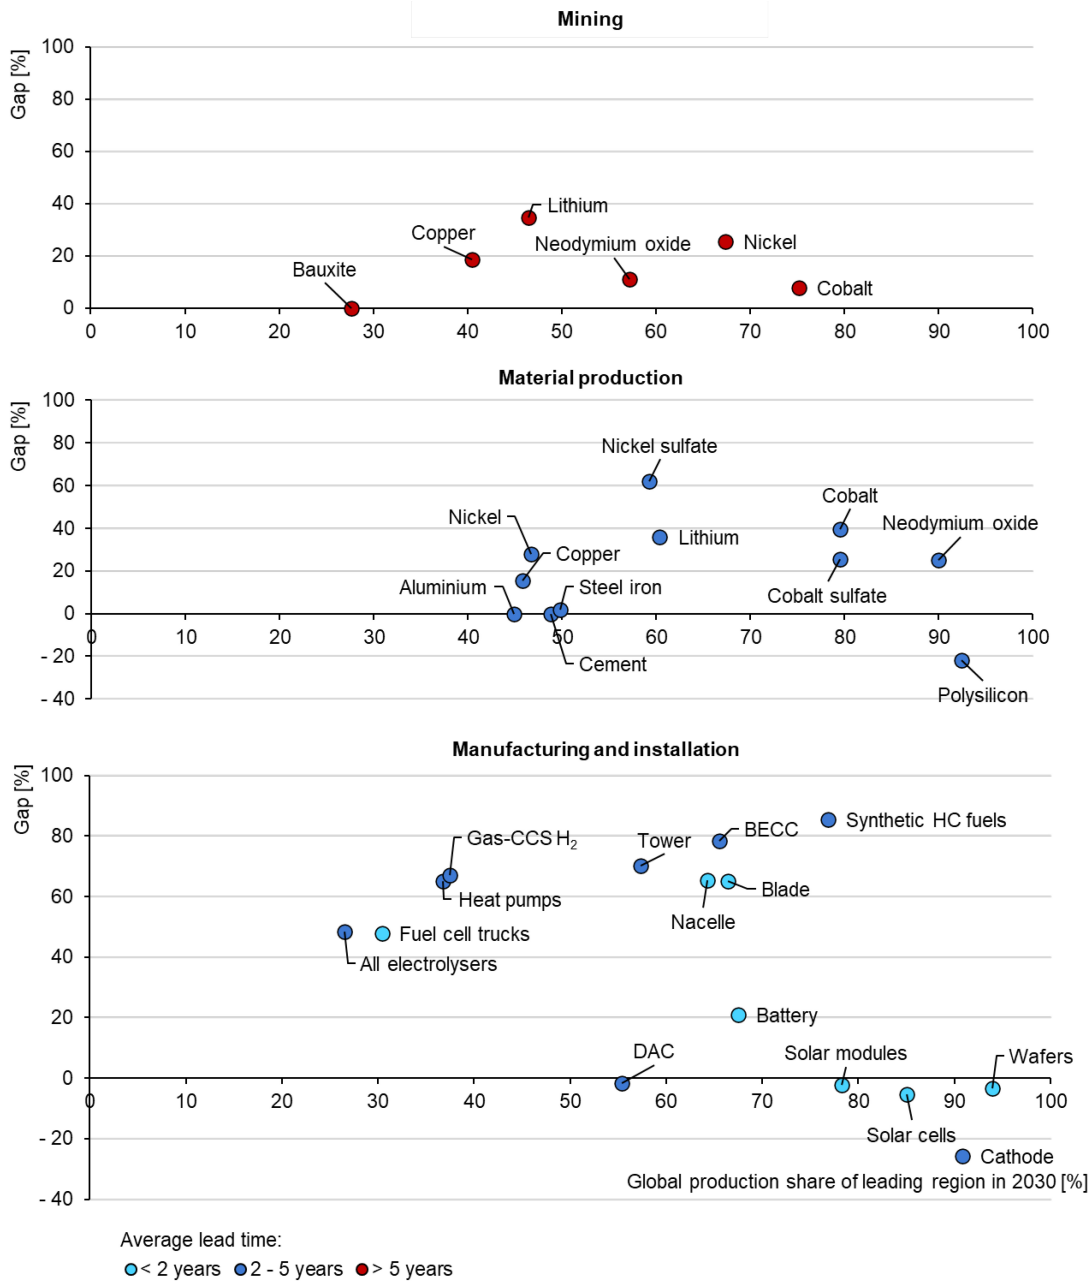 Mining
Gap [%]
100
80
60
40
20
0
Lithium
Copper
Neodymium oxide
Nickel
Bauxite
Cobalt
0 10 20 30 40 50 60 70 80 90 100
Material production
Gap [%]
100
80
60
40
20
0
- 20
- 40
Nickel sulfate
Cobalt
Nickel
Neodymium oxide
Lithium
Copper
Aluminium
Steel iron
Cobalt sulfate
0 10 20 30 40 50 60 70 80 90 100
Cement
Polysilicon
Manufacturing and installation
Gap [%]
100
80
60
40
20
0
- 20
- 40
Synthetic HC fuels
BECC
Gas-CCS H₂
Tower
Blade
Heat pumps
Nacelle
Fuel cell trucks
All electrolysers
Battery
DAC
Solar modules
Wafers
0 10 20 30 40 50 60 70 80 90 100
Solar cells
Cathode
Global production share of leading region in 2030 [%]
Average lead time:
< 2 years 2 - 5 years > 5 years